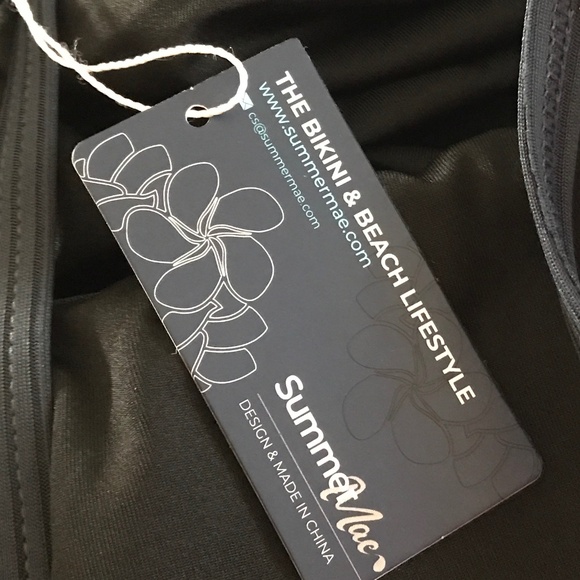 THE BIKINI & BEACH LIFESTYLE
www.summermae.com
cs@summermae.com
SummerMae
DESIGN & MADE IN CHINA